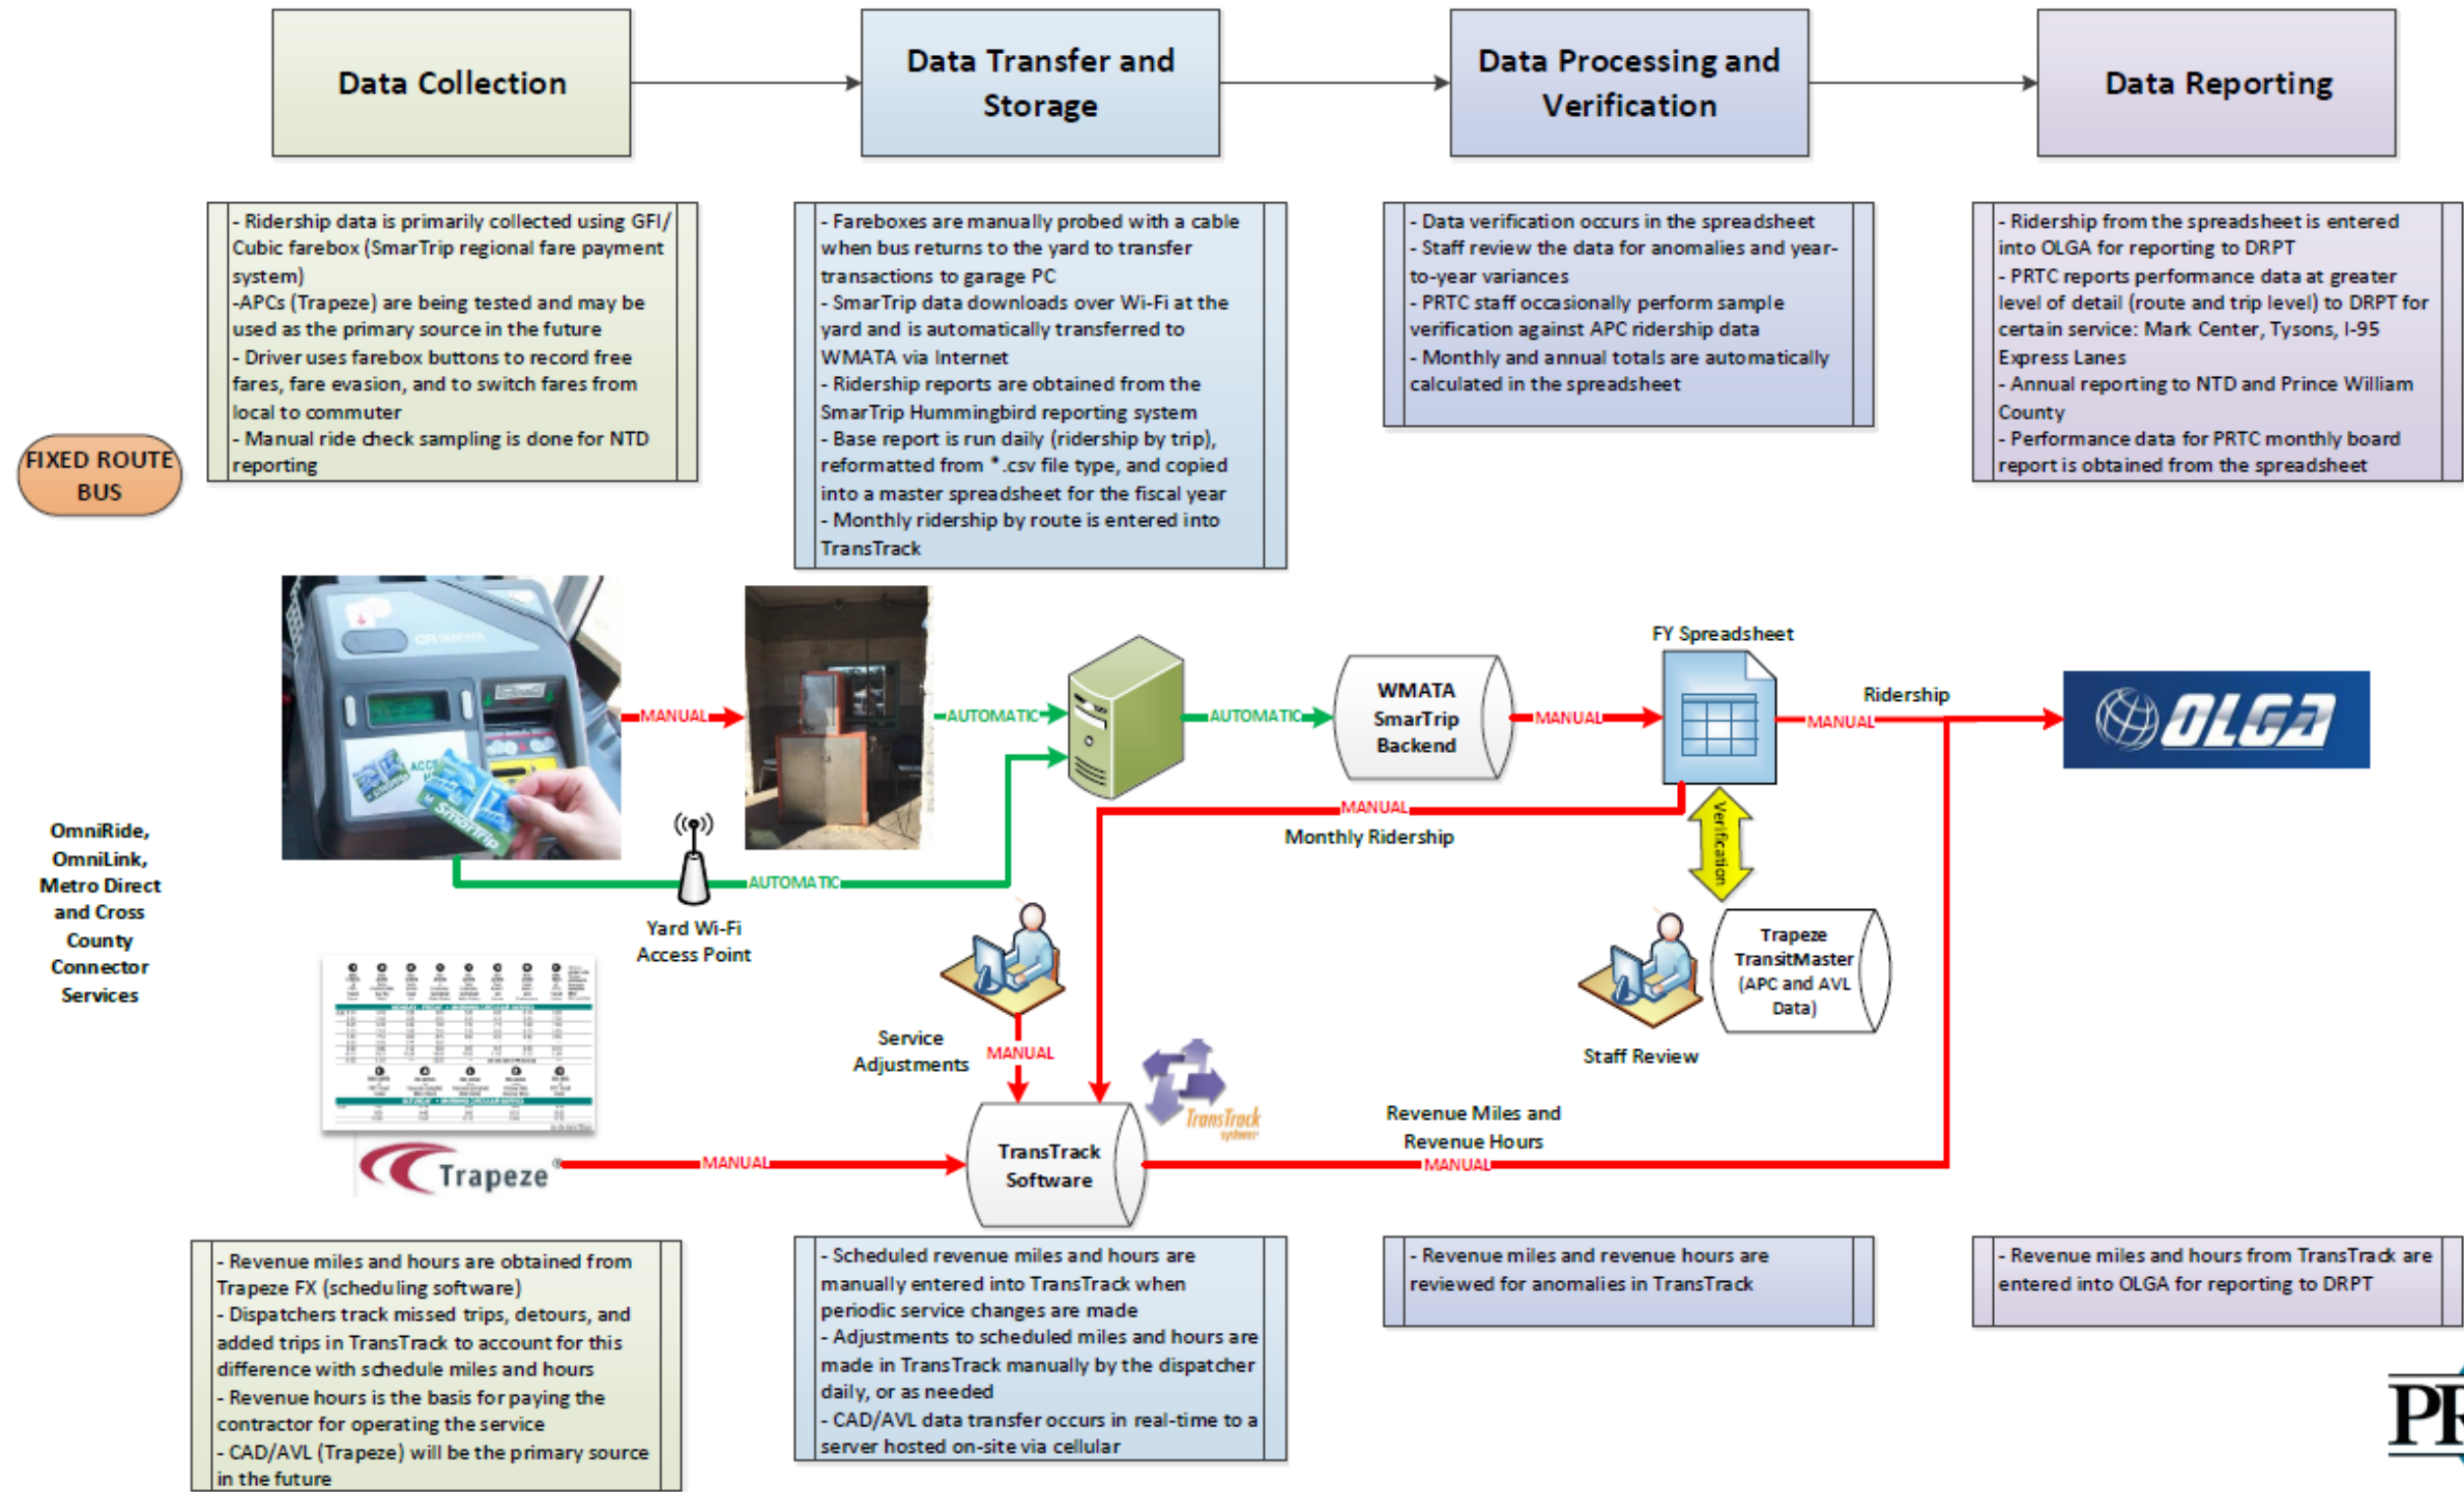 Data Collection
Data Transfer and
Storage
Data Processing and
Verification
Data Reporting
- Ridership data is primarily collected using GFI/
Cubic farebox (SmarTrip regional fare payment
system)
-APCs (Trapeze) are being tested and may be
used as the primary source in the future
- Driver uses farebox buttons to record free
fares, fare evasion, and to switch fares from
local to commuter
- Manual ride check sampling is done for NTD
reporting
- Fareboxes are manually probed with a cable
when bus returns to the yard to transfer
transactions to garage PC
- SmarTrip data downloads over Wi-Fi at the
yard and is automatically transferred to
WMATA via Internet
- Ridership reports are obtained from the
SmarTrip Hummingbird reporting system
- Base report is run daily (ridership by trip),
reformatted from *.csv file type, and copied
into a master spreadsheet for the fiscal year
- Monthly ridership by route is entered into
TransTrack
- Data verification occurs in the spreadsheet
- Staff review the data for anomalies and year-
to-year variances
- PRTC staff occasionally perform sample
verification against APC ridership data
- Monthly and annual totals are automatically
calculated in the spreadsheet
- Ridership from the spreadsheet is entered
into OLGA for reporting to DRPT
- PRTC reports performance data at greater
level of detail (route and trip level) to DRPT for
certain service: Mark Center, Tysons, I-95
Express Lanes
- Annual reporting to NTD and Prince William
County
- Performance data for PRTC monthly board
report is obtained from the spreadsheet
FIXED ROUTE
BUS
MANUAL
AUTOMATIC
AUTOMATIC
WMATA
SmarTrip
Backend
MANUAL
FY Spreadsheet
Ridership
MANUAL
OLGA
smarTrip
MANUAL
Monthly Ridership
Verification
OmniRide,
OmniLink,
Metro Direct
and Cross
County
Connector
Services
AUTOMATIC
Yard Wi-Fi
Access Point
Trapeze
TransitMaster
(APC and AVL
Data)
Staff Review
Service
Adjustments
MANUAL
TransTrack
systems
Revenue Miles and
Revenue Hours
MANUAL
Trapeze®
MANUAL
TransTrack
Software
- Revenue miles and hours are obtained from
Trapeze FX (scheduling software)
- Dispatchers track missed trips, detours, and
added trips in TransTrack to account for this
difference with schedule miles and hours
- Revenue hours is the basis for paying the
contractor for operating the service
- CAD/AVL (Trapeze) will be the primary source
in the future
- Scheduled revenue miles and hours are
manually entered into TransTrack when
periodic service changes are made
- Adjustments to scheduled miles and hours are
made in TransTrack manually by the dispatcher
daily, or as needed
- CAD/AVL data transfer occurs in real-time to a
server hosted on-site via cellular
- Revenue miles and revenue hours are
reviewed for anomalies in TransTrack
- Revenue miles and hours from TransTrack are
entered into OLGA for reporting to DRPT